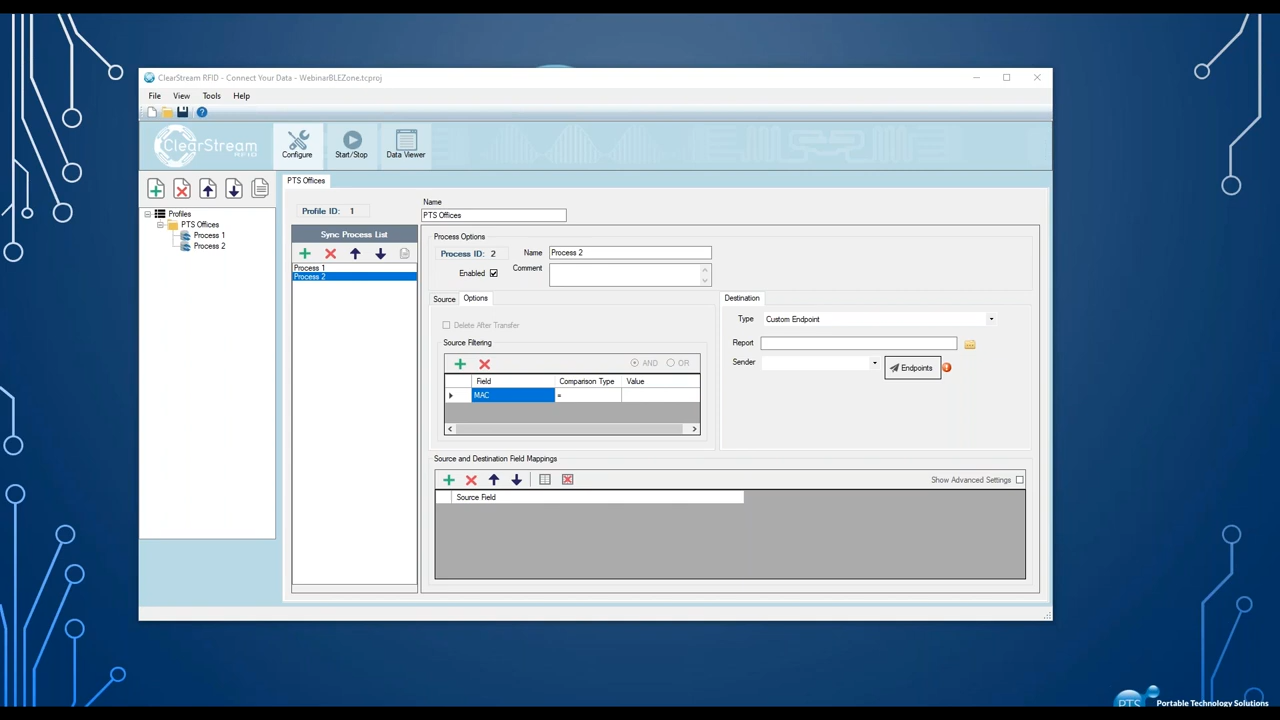 ClearStream RFID - Connect Your Data - WebinarBLEZone.tcproj
File View Tools Help
ClearStream
RFID
Configure
Start/Stop
Data Viewer
PTS Offices
Profiles
PTS Offices
Process 1
Process 2
Profile ID: 1
Name
PTS Offices
Sync Process List
Process 1
Process 2
Process Options
Process ID: 2
Name
Process 2
Enabled
Comment
Source
Options
Delete After Transfer
Source Filtering
AND
OR
Field
Comparison Type
Value
MAC
=
Destination
Type
Custom Endpoint
Report
Sender
Endpoints
Source and Destination Field Mappings
Show Advanced Settings
Source Field
PTS
Portable Technology Solutions